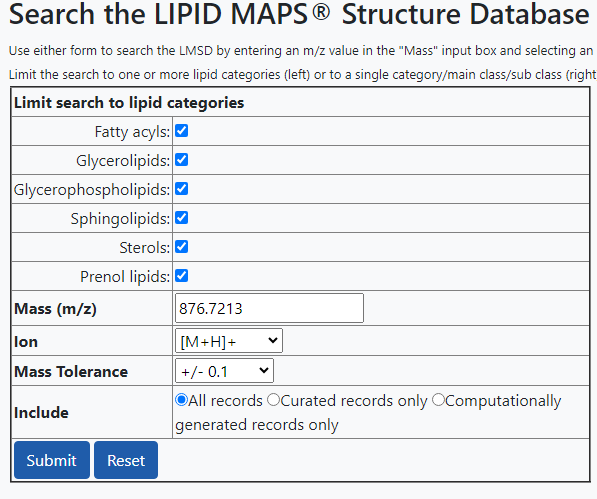 Search the LIPID MAPS® Structure Database
Use either form to search the LMSD by entering an m/z value in the "Mass" input box and selecting an
Limit the search to one or more lipid categories (left) or to a single category/main class/sub class (right
Limit search to lipid categories
Fatty acyls:
Glycerolipids:
Glycerophospholipids:
Sphingolipids:
Sterols:
Prenol lipids:
Mass (m/z) 876.7213
Ion [M+H]+
Mass Tolerance +/- 0.1
Include All records Curated records only Computationally
generated records only
Submit Reset